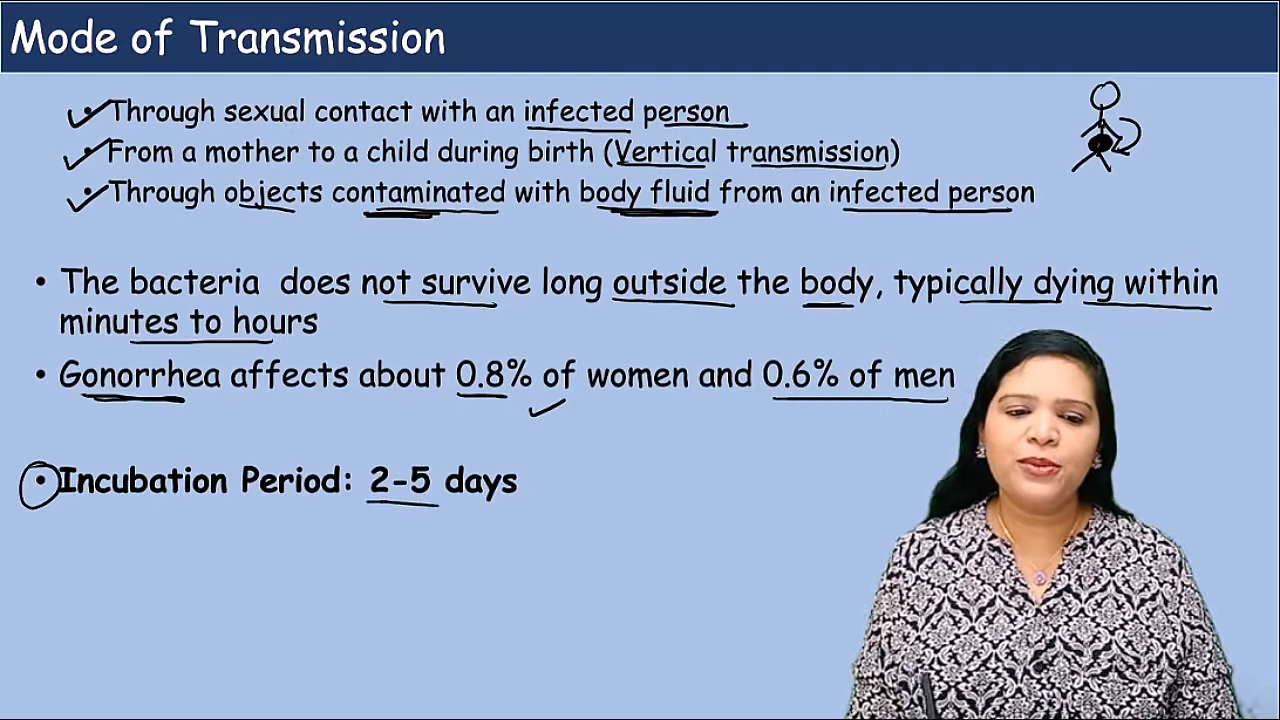 Mode of Transmission
• Through sexual contact with an infected person
• From a mother to a child during birth (Vertical transmission)
• Through objects contaminated with body fluid from an infected person
• The bacteria does not survive long outside the body, typically dying within
minutes to hours
• Gonorrhea affects about 0.8% of women and 0.6% of men
• Incubation Period: 2-5 days